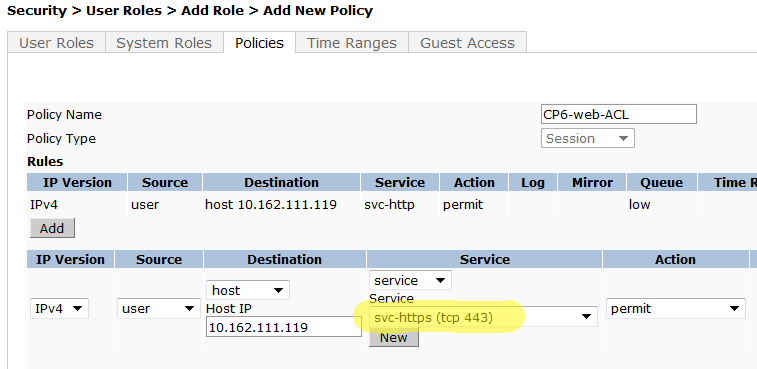 Security > User Roles > Add Role > Add New Policy
User Roles System Roles Policies Time Ranges Guest Access
Policy Name CP6-web-ACL
Policy Type Session
Rules
IP Version Source Destination Service Action Log Mirror Queue Time R
IPv4 user host 10.162.111.119 svc-http permit low
Add
IP Version Source Destination Service Action
host service
Host IP Service
IPv4 user 10.162.111.119 svc-https (tcp 443) permit
New